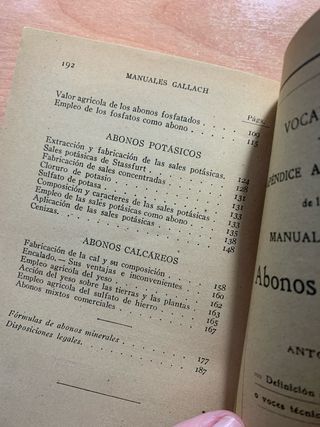 192
MANUALES GALLACH
Págs.
Valor agrícola de los abonos fosfatados . . 109
Empleo de los fosfatos como abono . . . . 115
ABONOS POTÁSICOS
Extracción y fabricación de las sales potásicas. 124
Sales potásicas de Stassfurt . . . . . .
Fabricación de sales concentradas . . . . 131
Cloruro de potasio . . . . . . . . 131
Sulfato de potasa . . . . . . . . 133
Composición y caracteres de las sales potásicas 133
Empleo de las sales potásicas como abono . . 135
Aplicación de las sales potásicas . . . . 138
Cenizas. . . . . . . . . . . 148
ABONOS CALCÁREOS
Fabricación de la cal y su composición . . . 158
Encalado.—Sus ventajas e inconvenientes . . 160
Empleo agrícola del yeso . . . . . . 162
Acción del yeso sobre las tierras y las plantas . 165
Empleo agrícola del sulfato de hierro . . . 165
Abonos mixtos comerciales . . . . . . 167
Fórmulas de abonos minerales . . . . . 177
Disposiciones legales. . . . . . . . 187
VOCA
PÉNDICE A
de l
MANUAL
Abonos
ANTO
Definición
o voces técnic